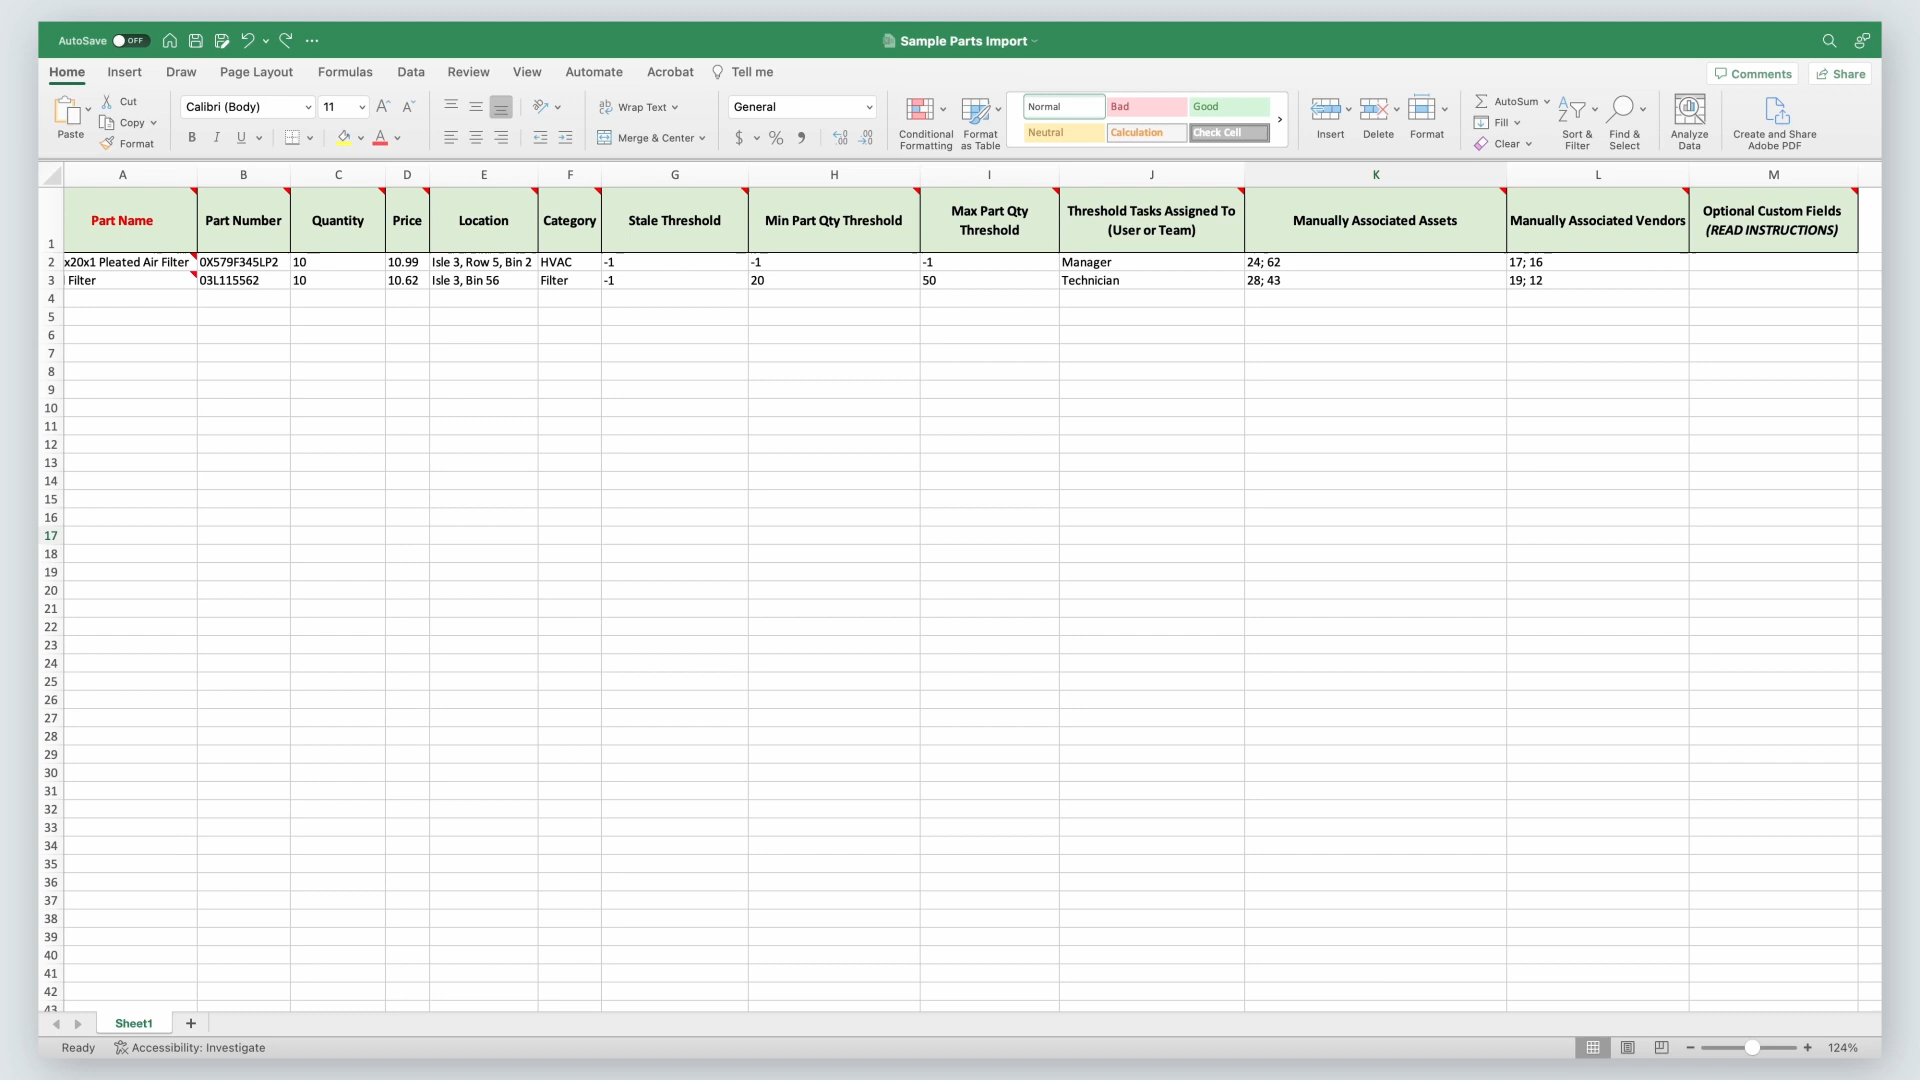 AutoSave OFF
Sample Parts Import
Home Insert Draw Page Layout Formulas Data Review View Automate Acrobat Tell me
Comments Share
Paste
Cut
Copy
Format
Calibri (Body) 11
B I U
Wrap Text
Merge & Center
General
$ % 
Conditional Formatting
Format as Table
Normal Bad Good
Neutral Calculation Check Cell
Insert Delete Format
AutoSum
Fill
Clear
Sort & Filter
Find & Select
Analyze Data
Create and Share Adobe PDF
A B C D E F G H I J K L M
1 Part Name Part Number Quantity Price Location Category Stale Threshold Min Part Qty Threshold Max Part Qty Threshold Threshold Tasks Assigned To (User or Team) Manually Associated Assets Manually Associated Vendors Optional Custom Fields (READ INSTRUCTIONS)
2 x20x1 Pleated Air Filter 0X579F345LP2 10 10.99 Isle 3, Row 5, Bin 2 HVAC -1 -1 -1 Manager 24; 62 17; 16
3 Filter 03L115562 10 10.62 Isle 3, Bin 56 Filter -1 20 50 Technician 28; 43 19; 12
4
5
6
7
8
9
10
11
12
13
14
15
16
17
18
19
20
21
22
23
24
25
26
27
28
29
30
31
32
33
34
35
36
37
38
39
40
41
42
43
Sheet1 +
Ready Accessibility: Investigate
124%